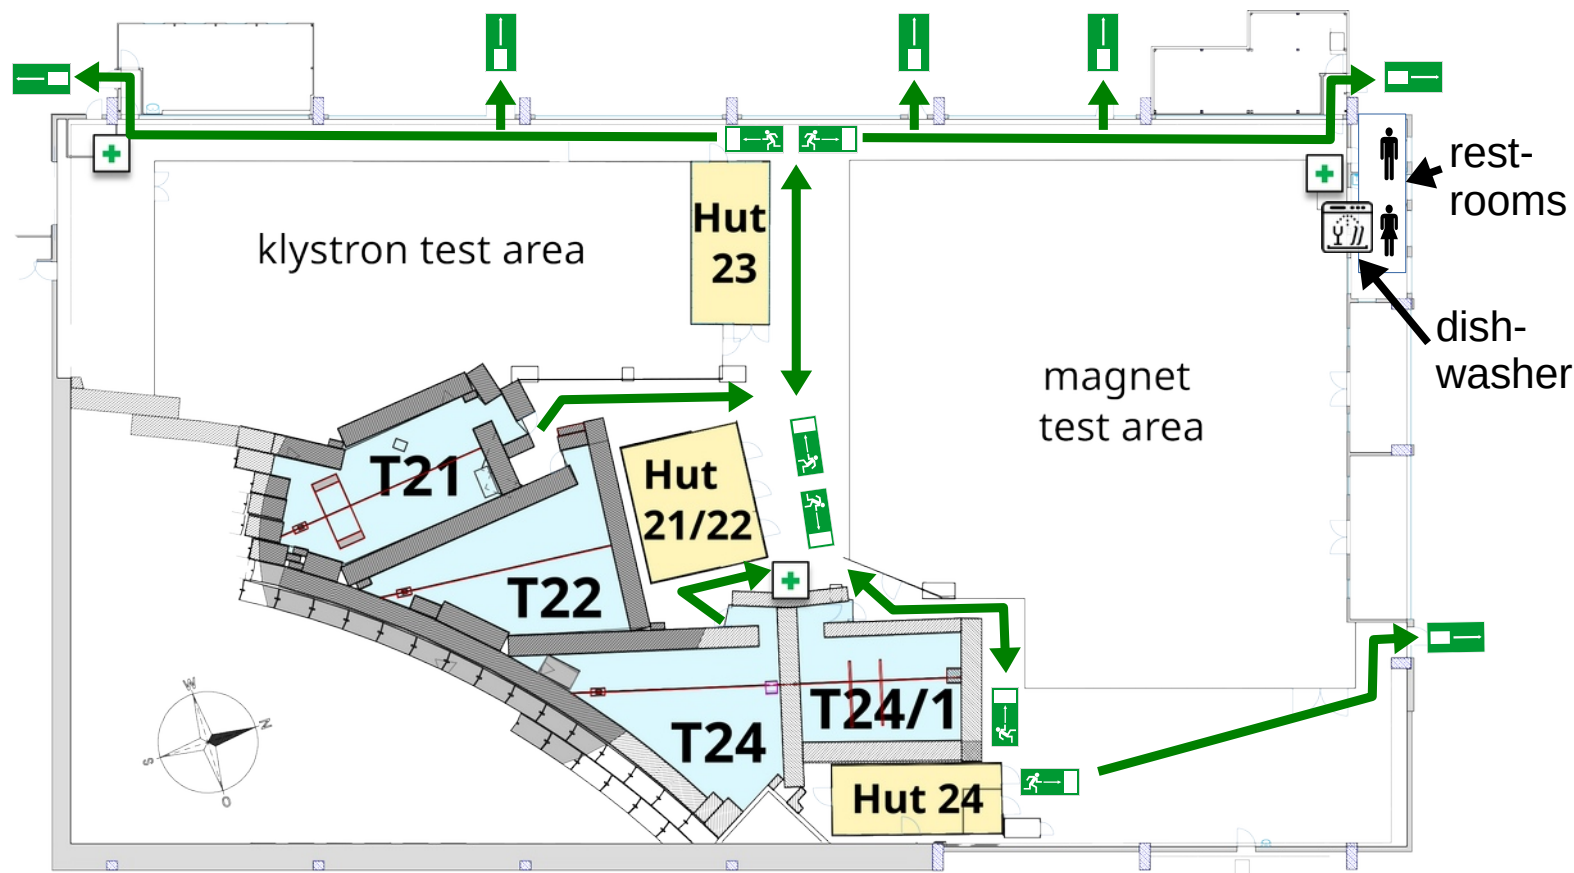 rest-
rooms
Hut
23
klystron test area
dish-
washer
magnet
test area
T21
Hut
21/22
T22
T24/1
T24
Hut 24
W
N
S
O